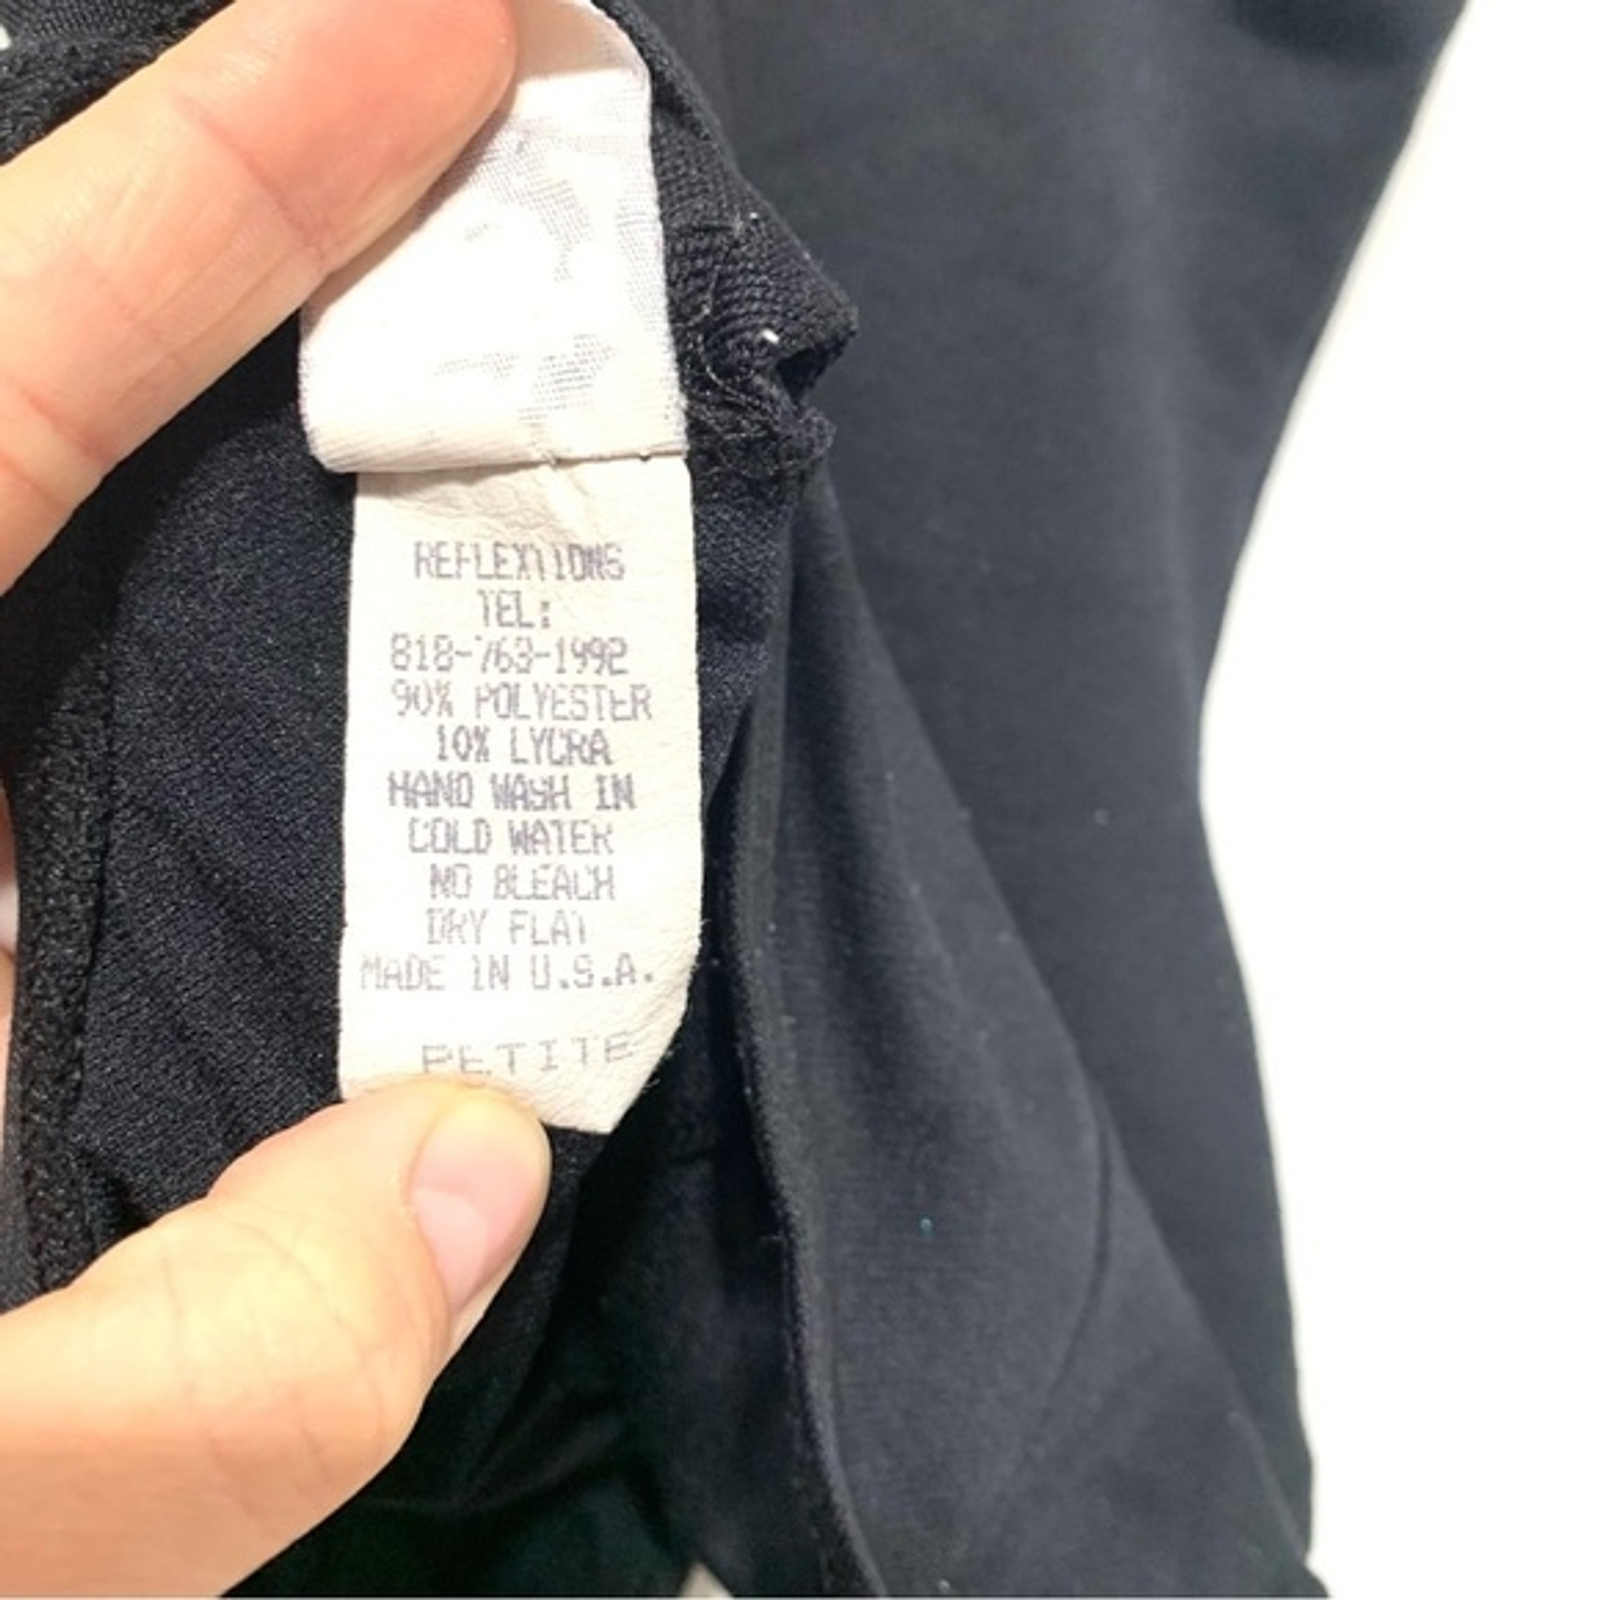 REFLEXTIONS
TEL:
818-763-1992
90% POLYESTER
10% LYCRA
HAND WASH IN
COLD WATER
NO BLEACH
DRY FLAT
MADE IN U.S.A.
PETITE